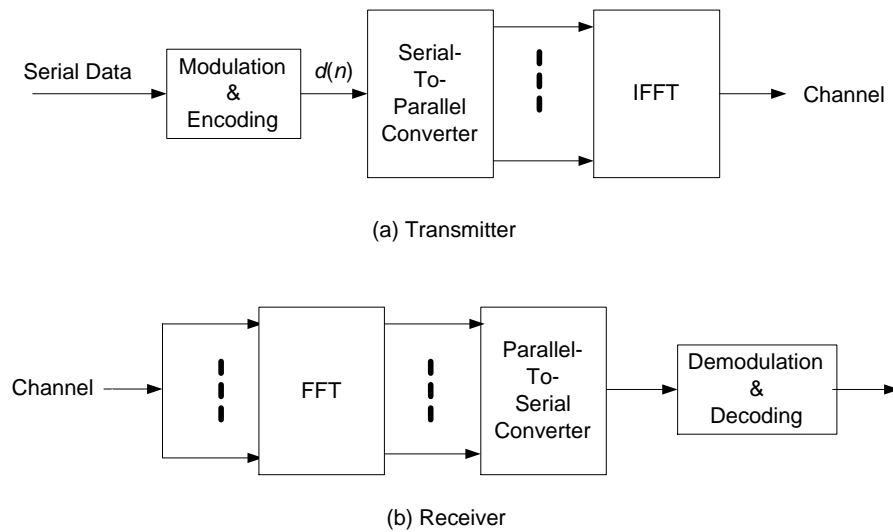 Serial Data
Modulation
&
Encoding
d(n)
Serial-
To-
Parallel
Converter
IFFT
Channel
(a) Transmitter
Channel
FFT
Parallel-
To-
Serial
Converter
Demodulation
&
Decoding
(b) Receiver